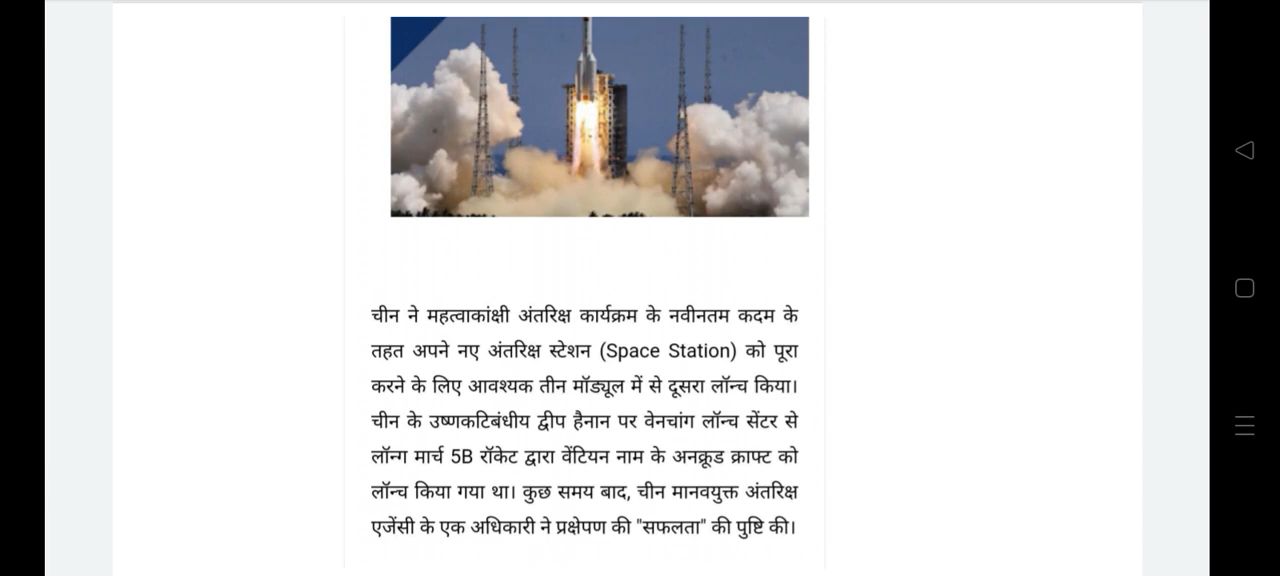 चीन ने महत्वाकांक्षी अंतरिक्ष कार्यक्रम के नवीनतम कदम के
तहत अपने नए अंतरिक्ष स्टेशन (Space Station) को पूरा
करने के लिए आवश्यक तीन मॉड्यूल में से दूसरा लॉन्च किया।
चीन के उष्णकटिबंधीय द्वीप हैनान पर वेनचांग लॉन्च सेंटर से
लॉन्ग मार्च 5B रॉकेट द्वारा वेंटियन नाम के अनक्रूड क्राफ्ट को
लॉन्च किया गया था। कुछ समय बाद, चीन मानवयुक्त अंतरिक्ष
एजेंसी के एक अधिकारी ने प्रक्षेपण की "सफलता" की पुष्टि की।